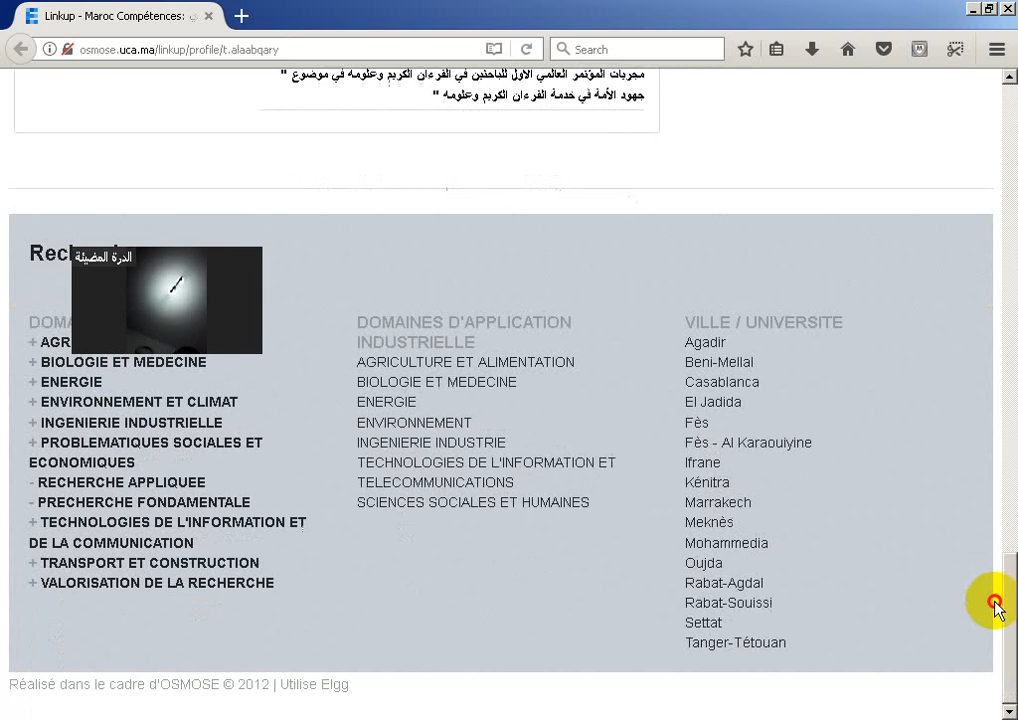 Linkup - Maroc Compétences:
osmose.uca.ma/linkup/profile/t.alaabqary
Search
مجريات المؤتمر العالمي الأول للباحثين في القرءان الكريم وعلومه في موضوع "
جهود الأمة في خدمة القرءان الكريم وعلومه "
الدرة المضيئة
+ BIOLOGIE ET MEDECINE
+ ENERGIE
+ ENVIRONNEMENT ET CLIMAT
+ INGENIERIE INDUSTRIELLE
+ PROBLEMATIQUES SOCIALES ET
ECONOMIQUES
- RECHERCHE APPLIQUEE
- PRECHERCHE FONDAMENTALE
+ TECHNOLOGIES DE L'INFORMATION ET
DE LA COMMUNICATION
+ TRANSPORT ET CONSTRUCTION
+ VALORISATION DE LA RECHERCHE
DOMAINES D'APPLICATION
INDUSTRIELLE
AGRICULTURE ET ALIMENTATION
BIOLOGIE ET MEDECINE
ENERGIE
ENVIRONNEMENT
INGENIERIE INDUSTRIE
TECHNOLOGIES DE L'INFORMATION ET
TELECOMMUNICATIONS
SCIENCES SOCIALES ET HUMAINES
VILLE / UNIVERSITE
Agadir
Beni-Mellal
Casablanca
El Jadida
Fès
Fès - Al Karaouiyine
Ifrane
Kénitra
Marrakech
Meknès
Mohammedia
Oujda
Rabat-Agdal
Rabat-Souissi
Settat
Tanger-Tétouan
Réalisé dans le cadre d'OSMOSE © 2012 | Utilise Elgg